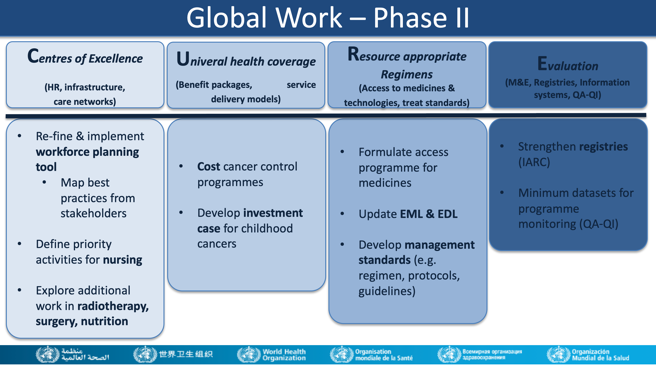 Global Work – Phase II
Centres of Excellence
(HR, infrastructure,
care networks)
Univeral health coverage
(Benefit packages, service
delivery models)
Resource appropriate
Regimens
(Access to medicines &
technologies, treat standards)
Evaluation
(M&E, Registries, Information
systems, QA-QI)
• Re-fine & implement
workforce planning
tool
• Map best
practices from
stakeholders
• Define priority
activities for nursing
• Explore additional
work in radiotherapy,
surgery, nutrition
• Cost cancer control
programmes
• Develop investment
case for childhood
cancers
• Formulate access
programme for
medicines
• Update EML & EDL
• Develop management
standards (e.g.
regimen, protocols,
guidelines)
• Strengthen registries
(IARC)
• Minimum datasets for
programme
monitoring (QA-QI)
منظمة
الصحة العالمية
世界卫生组织
World Health
Organization
Organisation
mondiale de la Santé
Всемирная организация
здравоохранения
Organización
Mundial de la Salud